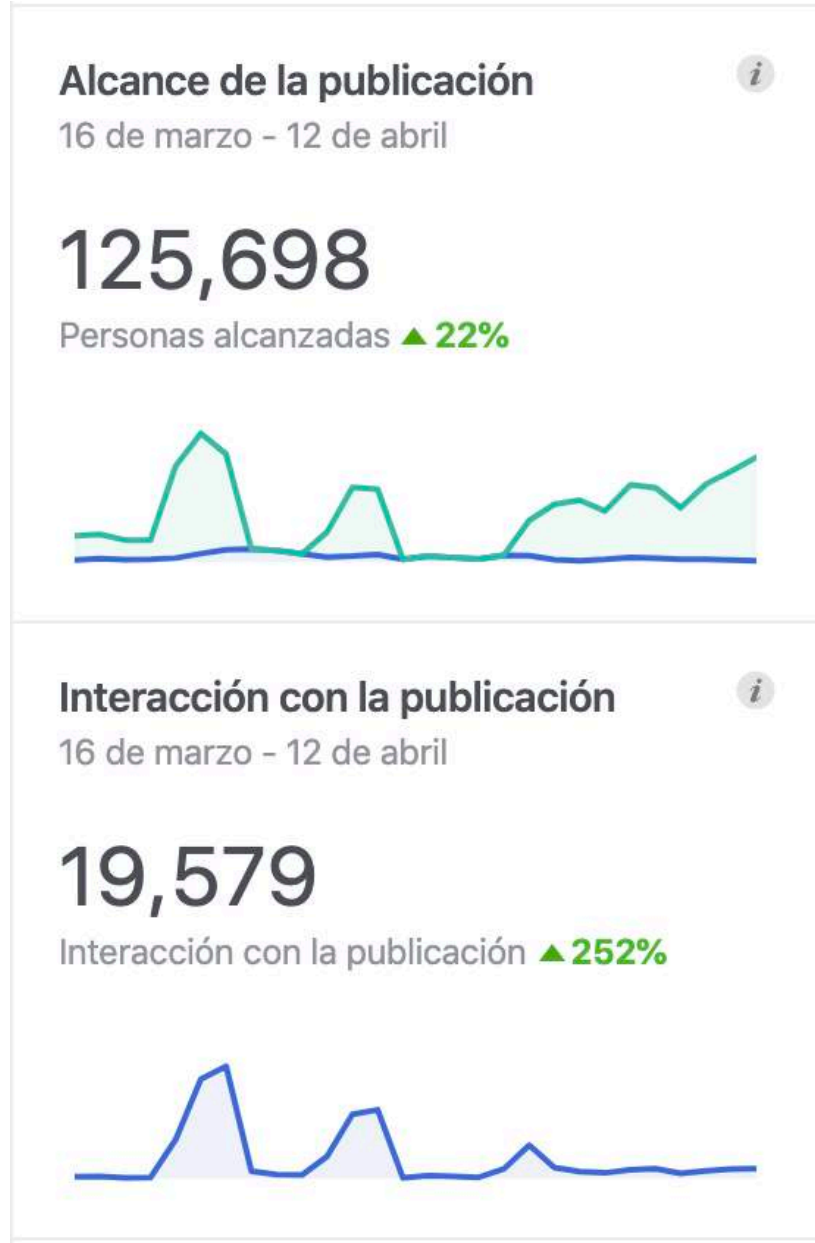 Alcance de la publicación
i
16 de marzo - 12 de abril
125,698
Personas alcanzadas ▲ 22%
Interacción con la publicación
i
16 de marzo - 12 de abril
19,579
Interacción con la publicación ▲ 252%